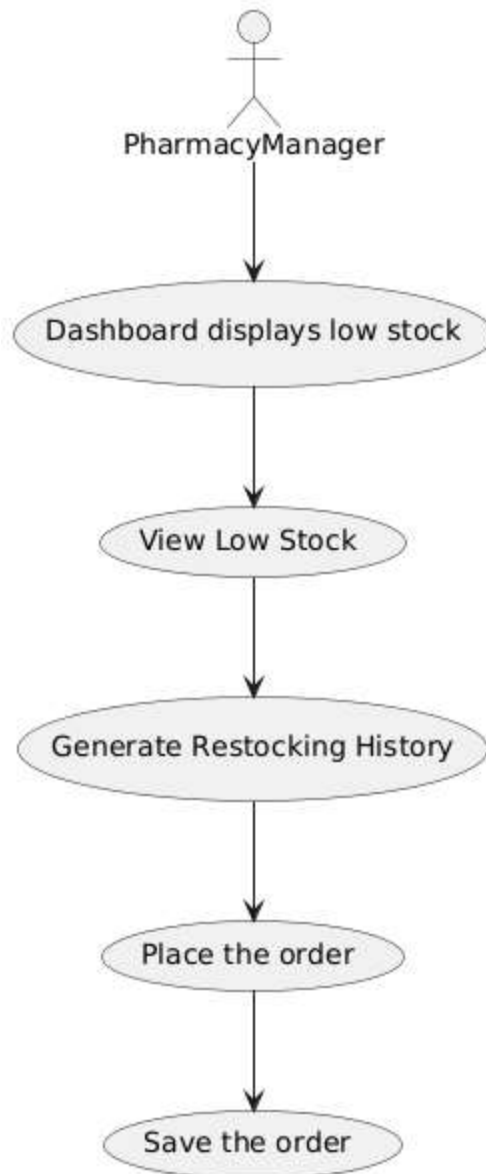 PharmacyManager
Dashboard displays low stock
View Low Stock
Generate Restocking History
Place the order
Save the order